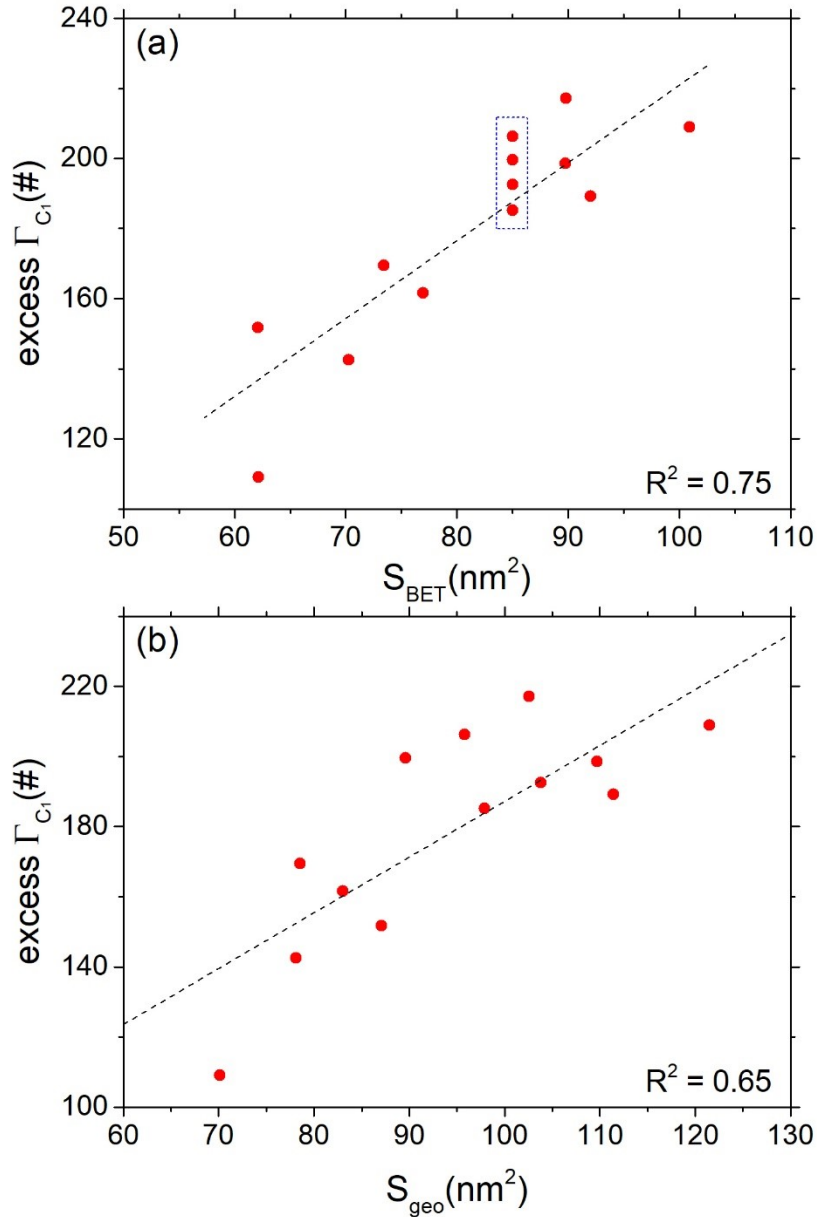 (a)
240
200
160
120
excess Γ_C1(#)
R² = 0.75
50 60 70 80 90 100 110
S_BET(nm²)
(b)
220
180
140
100
excess Γ_C1(#)
R² = 0.65
60 70 80 90 100 110 120 130
S_geo(nm²)